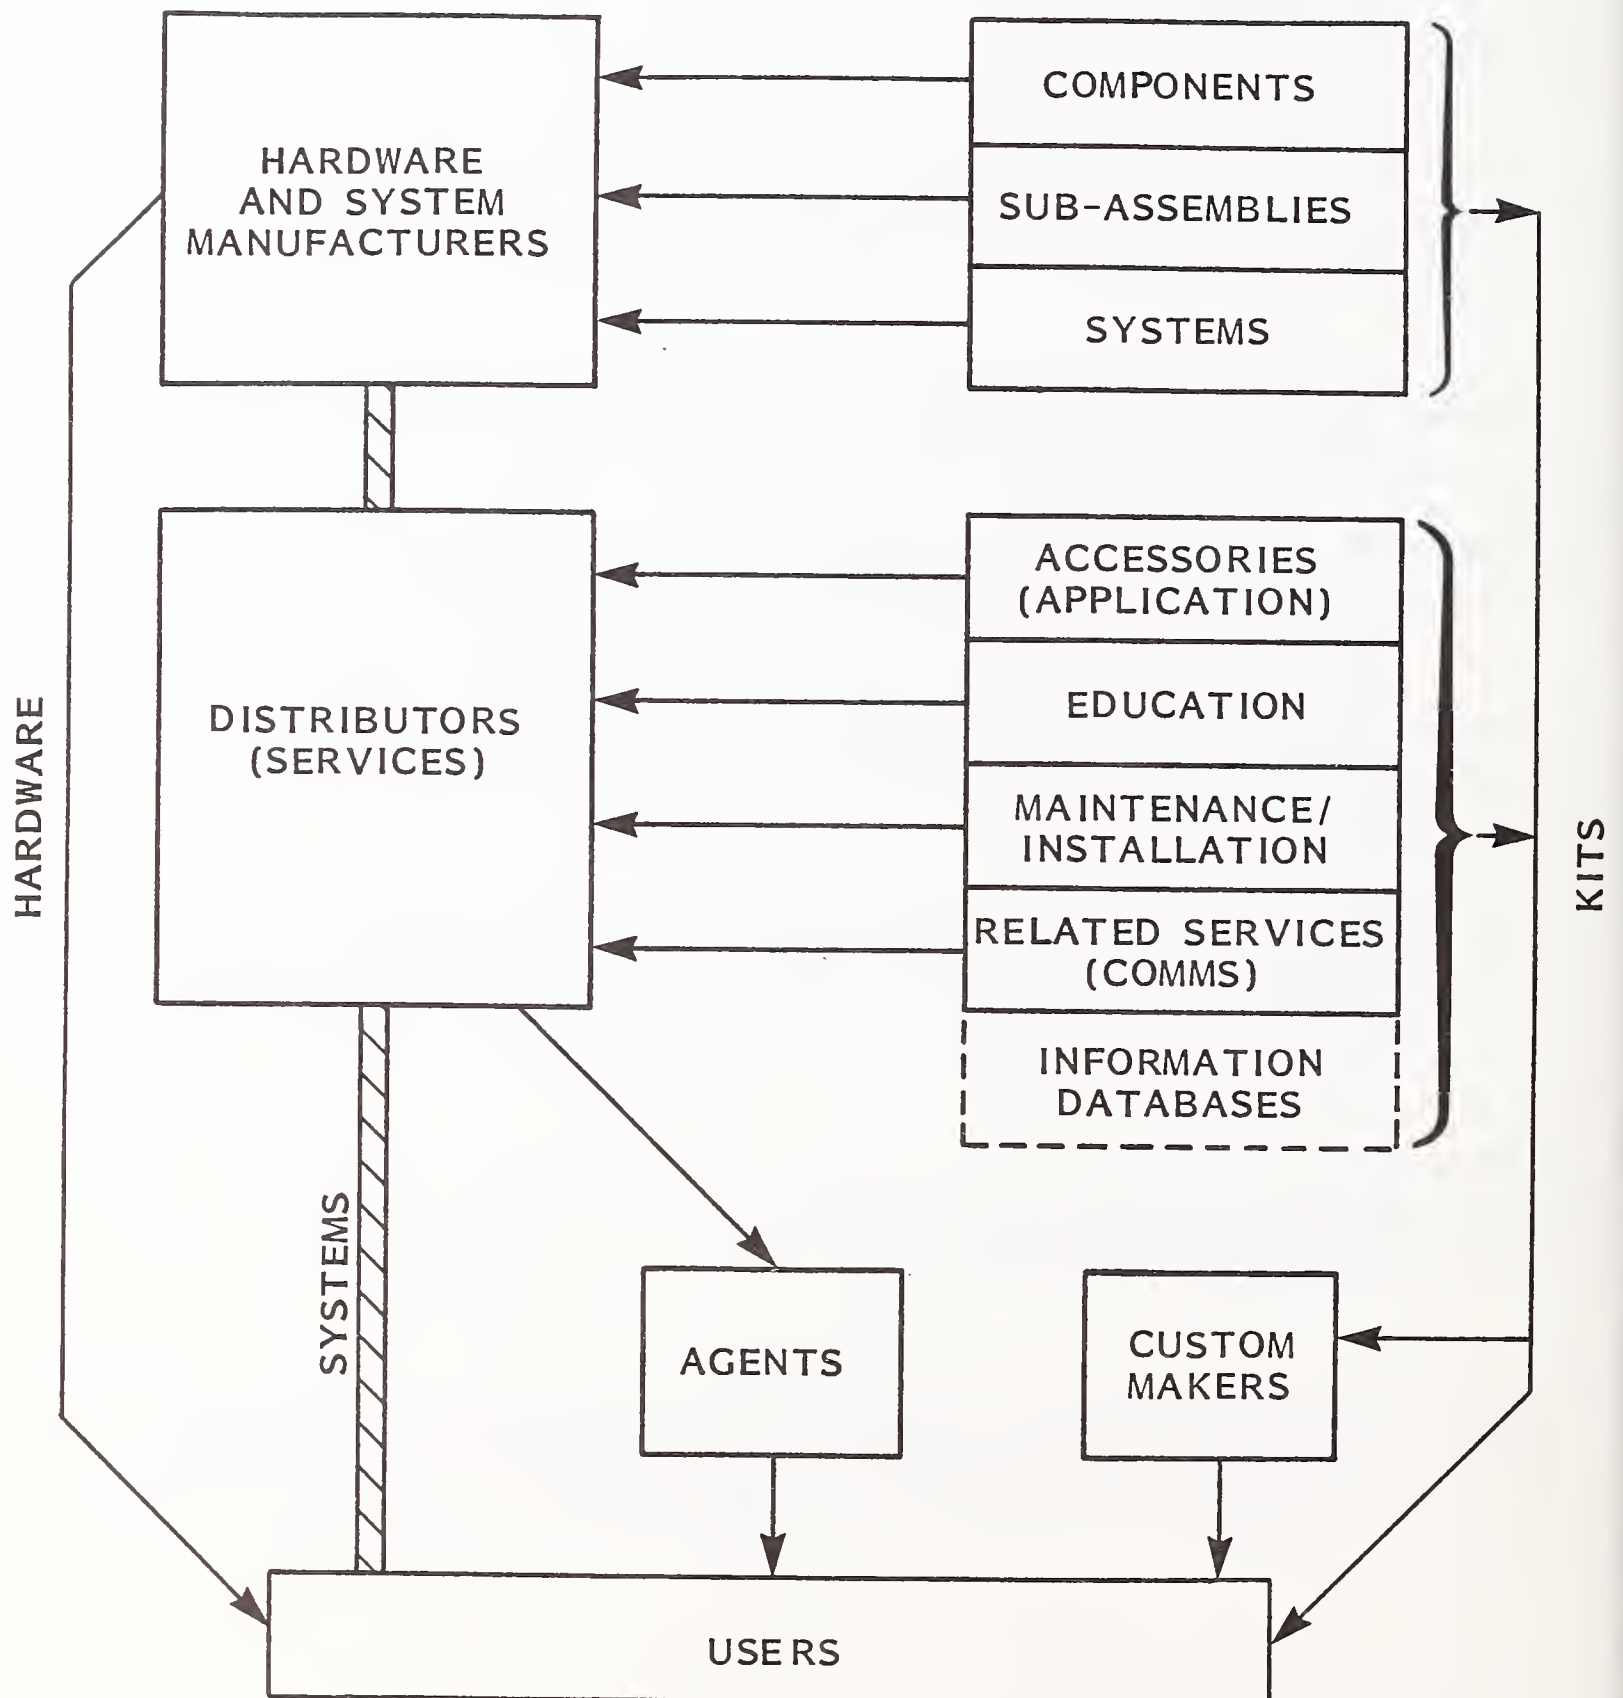 HARDWARE
AND SYSTEM
MANUFACTURERS
COMPONENTS
SUB-ASSEMBLIES
SYSTEMS
HARDWARE
DISTRIBUTORS
(SERVICES)
ACCESSORIES
(APPLICATION)
EDUCATION
MAINTENANCE/
INSTALLATION
RELATED SERVICES
(COMMS)
INFORMATION
DATABASES
KITS
SYSTEMS
AGENTS
CUSTOM
MAKERS
USERS